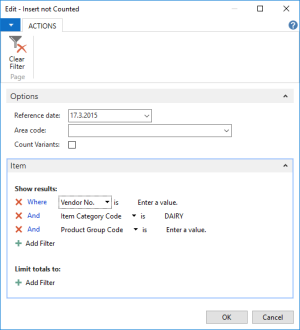 Edit - Insert not Counted
ACTIONS
Clear
Filter
Page
Options
Reference date: 17.3.2015
Area code:
Count Variants:
Item
Show results:
Where Vendor No. is Enter a value.
And Item Category Code is DAIRY
And Product Group Code is Enter a value.
Add Filter
Limit totals to:
Add Filter
OK Cancel